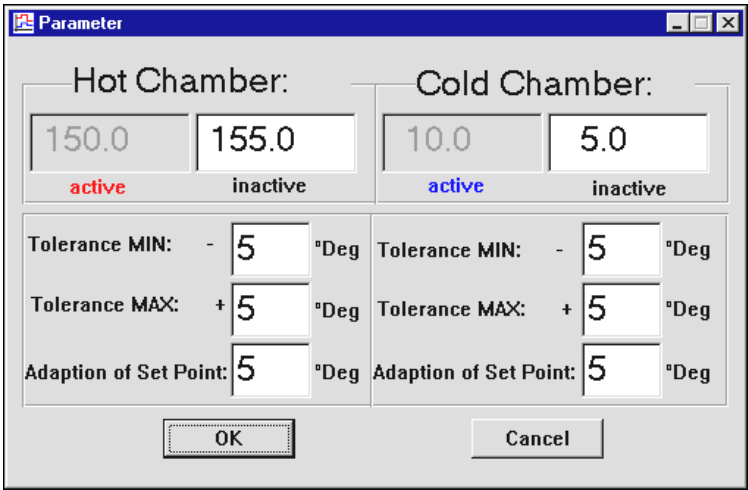 Parameter
Hot Chamber: Cold Chamber:
150.0 155.0 10.0 5.0
active inactive active inactive
Tolerance MIN: - 5 °Deg Tolerance MIN: - 5 °Deg
Tolerance MAX: + 5 °Deg Tolerance MAX: + 5 °Deg
Adaption of Set Point: 5 °Deg Adaption of Set Point: 5 °Deg
OK Cancel